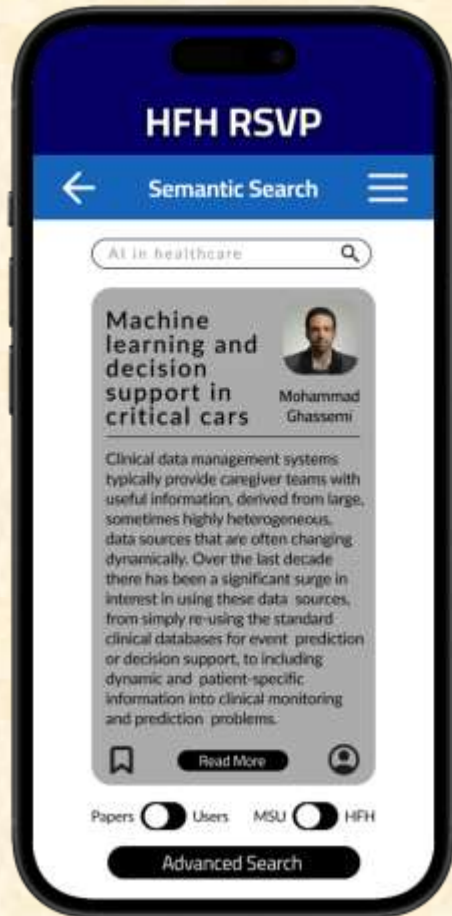 HFH RSVP
Semantic Search
AI in healthcare
Machine
learning and
decision
support in
critical cars
Mohammad
Ghassemi
Clinical data management systems
typically provide caregiver teams with
useful information, derived from large,
sometimes highly heterogeneous,
data sources that are often changing
dynamically. Over the last decade
there has been a significant surge in
interest in using these data sources,
from simply re-using the standard
clinical databases for event prediction
or decision support, to including
dynamic and patient-specific
information into clinical monitoring
and prediction problems.
Read More
Papers Users MSU HFH
Advanced Search